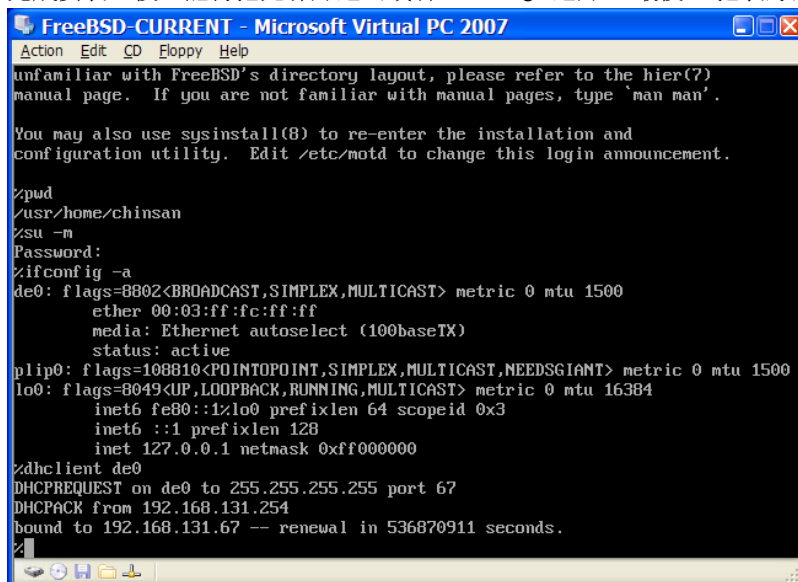 FreeBSD-CURRENT - Microsoft Virtual PC 2007
Action Edit CD Floppy Help
unfamiliar with FreeBSD's directory layout, please refer to the hier(7)
manual page.  If you are not familiar with manual pages, type `man man'.
You may also use sysinstall(8) to re-enter the installation and
configuration utility.  Edit /etc/motd to change this login announcement.
%pwd
/usr/home/chinsan
%su -m
Password:
%ifconfig -a
de0: flags=8802<BROADCAST,SIMPLEX,MULTICAST> metric 0 mtu 1500
ether 00:03:ff:fc:ff:ff
media: Ethernet autoselect (100baseTX)
status: active
plip0: flags=108810<POINTOPOINT,SIMPLEX,MULTICAST,NEEDSGIANT> metric 0 mtu 1500
lo0: flags=8049<UP,LOOPBACK,RUNNING,MULTICAST> metric 0 mtu 16384
inet6 fe80::1%lo0 prefixlen 64 scopeid 0x3
inet6 ::1 prefixlen 128
inet 127.0.0.1 netmask 0xff000000
%dhclient de0
DHCPREQUEST on de0 to 255.255.255.255 port 67
DHCPACK from 192.168.131.254
bound to 192.168.131.67 -- renewal in 536870911 seconds.
%